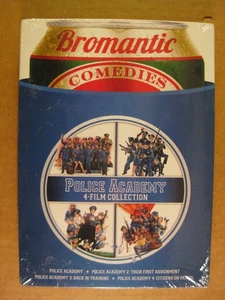 Bromantic
COMEDIES
POLICE ACADEMY
4-FILM COLLECTION
POLICE ACADEMY • POLICE ACADEMY 2: THEIR FIRST ASSIGNMENT
POLICE ACADEMY 3: BACK IN TRAINING • POLICE ACADEMY 4: CITIZENS ON